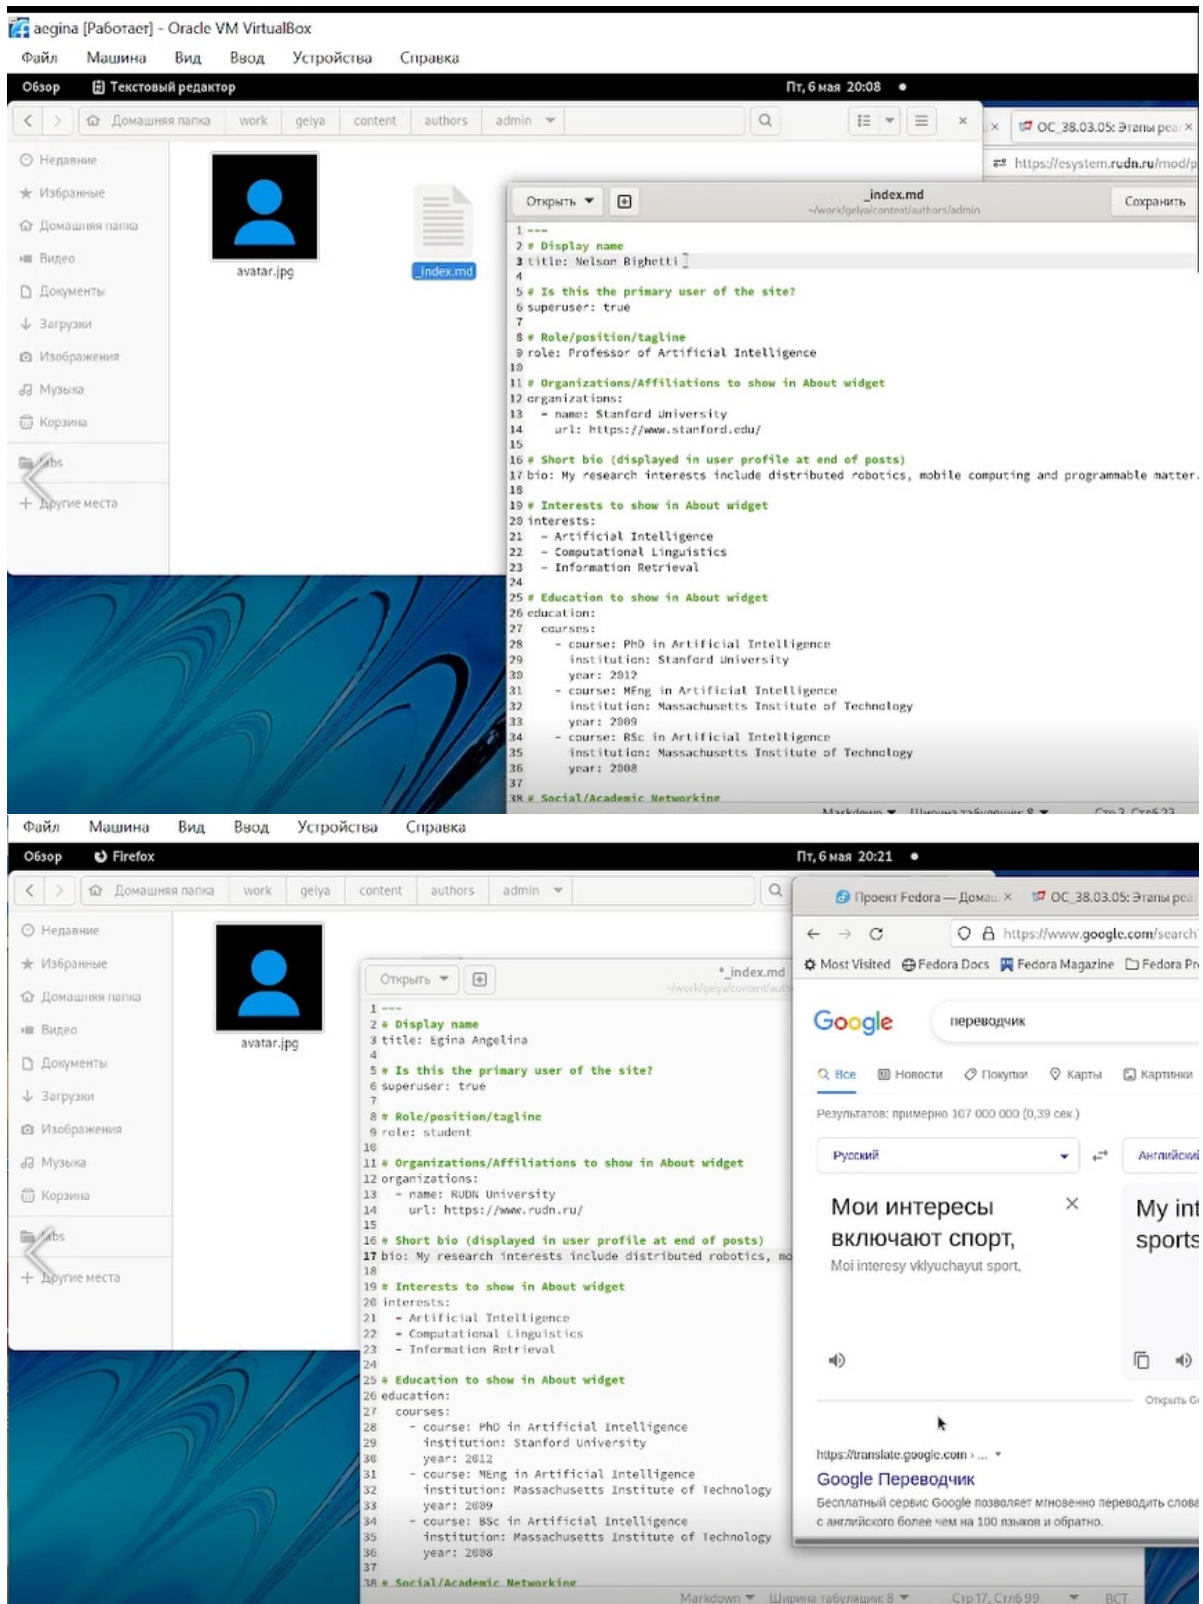 aegina [Работает] - Oracle VM VirtualBox
Файл Машина Вид Ввод Устройства Справка
Обзор Текстовый редактор Пт, 6 мая 20:08
Домашняя папка work gelya content authors admin
ОС_38.03.05: Этапы реа
https://esystem.rudn.ru/mod/p
Недавние
Избранные
Домашняя папка
Видео
Документы
Загрузки
Изображения
Музыка
Корзина
labs
Другие места
avatar.jpg
_index.md
Открыть _index.md Сохранить
~/work/gelya/content/authors/admin
1 ---
2 # Display name
3 title: Nelson Bighetti
4
5 # Is this the primary user of the site?
6 superuser: true
7
8 # Role/position/tagline
9 role: Professor of Artificial Intelligence
10
11 # Organizations/Affiliations to show in About widget
12 organizations:
13 - name: Stanford University
14 url: https://www.stanford.edu/
15
16 # Short bio (displayed in user profile at end of posts)
17 bio: My research interests include distributed robotics, mobile computing and programmable matter.
18
19 # Interests to show in About widget
20 interests:
21 - Artificial Intelligence
22 - Computational Linguistics
23 - Information Retrieval
24
25 # Education to show in About widget
26 education:
27 courses:
28 - course: PhD in Artificial Intelligence
29 institution: Stanford University
30 year: 2012
31 - course: MEng in Artificial Intelligence
32 institution: Massachusetts Institute of Technology
33 year: 2009
34 - course: BSc in Artificial Intelligence
35 institution: Massachusetts Institute of Technology
36 year: 2008
37
38 # Social/Academic Networking
Markdown Ширина табуляции: 8 Стр 3, Стлб 23
Файл Машина Вид Ввод Устройства Справка
Обзор Firefox Пт, 6 мая 20:21
Домашняя папка work gelya content authors admin
Недавние
Избранные
Домашняя папка
Видео
Документы
Загрузки
Изображения
Музыка
Корзина
labs
Другие места
avatar.jpg
Открыть *_index.md
~/work/gelya/content/auth
1 ---
2 # Display name
3 title: Egina Angelina
4
5 # Is this the primary user of the site?
6 superuser: true
7
8 # Role/position/tagline
9 role: student
10
11 # Organizations/Affiliations to show in About widget
12 organizations:
13 - name: RUDN University
14 url: https://www.rudn.ru/
15
16 # Short bio (displayed in user profile at end of posts)
17 bio: My research interests include distributed robotics, mo
18
19 # Interests to show in About widget
20 interests:
21 - Artificial Intelligence
22 - Computational Linguistics
23 - Information Retrieval
24
25 # Education to show in About widget
26 education:
27 courses:
28 - course: PhD in Artificial Intelligence
29 institution: Stanford University
30 year: 2012
31 - course: MEng in Artificial Intelligence
32 institution: Massachusetts Institute of Technology
33 year: 2009
34 - course: BSc in Artificial Intelligence
35 institution: Massachusetts Institute of Technology
36 year: 2008
37
38 # Social/Academic Networking
Markdown Ширина табуляции: 8 Стр 17, Стлб 99 ВСТ
Проект Fedora — Домаш ОС_38.03.05: Этапы реа
https://www.google.com/search?
Most Visited Fedora Docs Fedora Magazine Fedora Pr
Google переводчик
Все Новости Покупки Карты Картинки
Результатов: примерно 107 000 000 (0,39 сек.)
Русский Английский
Мои интересы My int
включают спорт, sports
Moi interesy vklyuchayut sport,
Открыть G
https://translate.google.com › ...
Google Переводчик
Бесплатный сервис Google позволяет мгновенно переводить слова
с английского более чем на 100 языков и обратно.